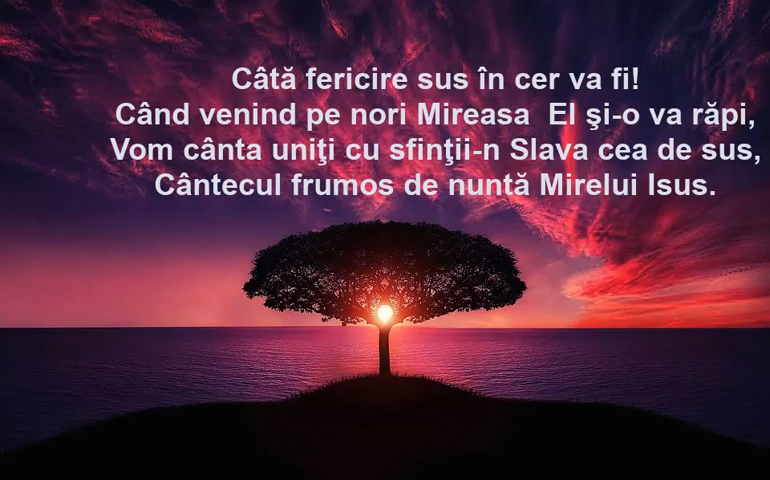 Câtă fericire sus în cer va fi!
Când venind pe nori Mireasa  El şi-o va răpi,
Vom cânta uniţi cu sfinţii-n Slava cea de sus,
Cântecul frumos de nuntă Mirelui Isus.